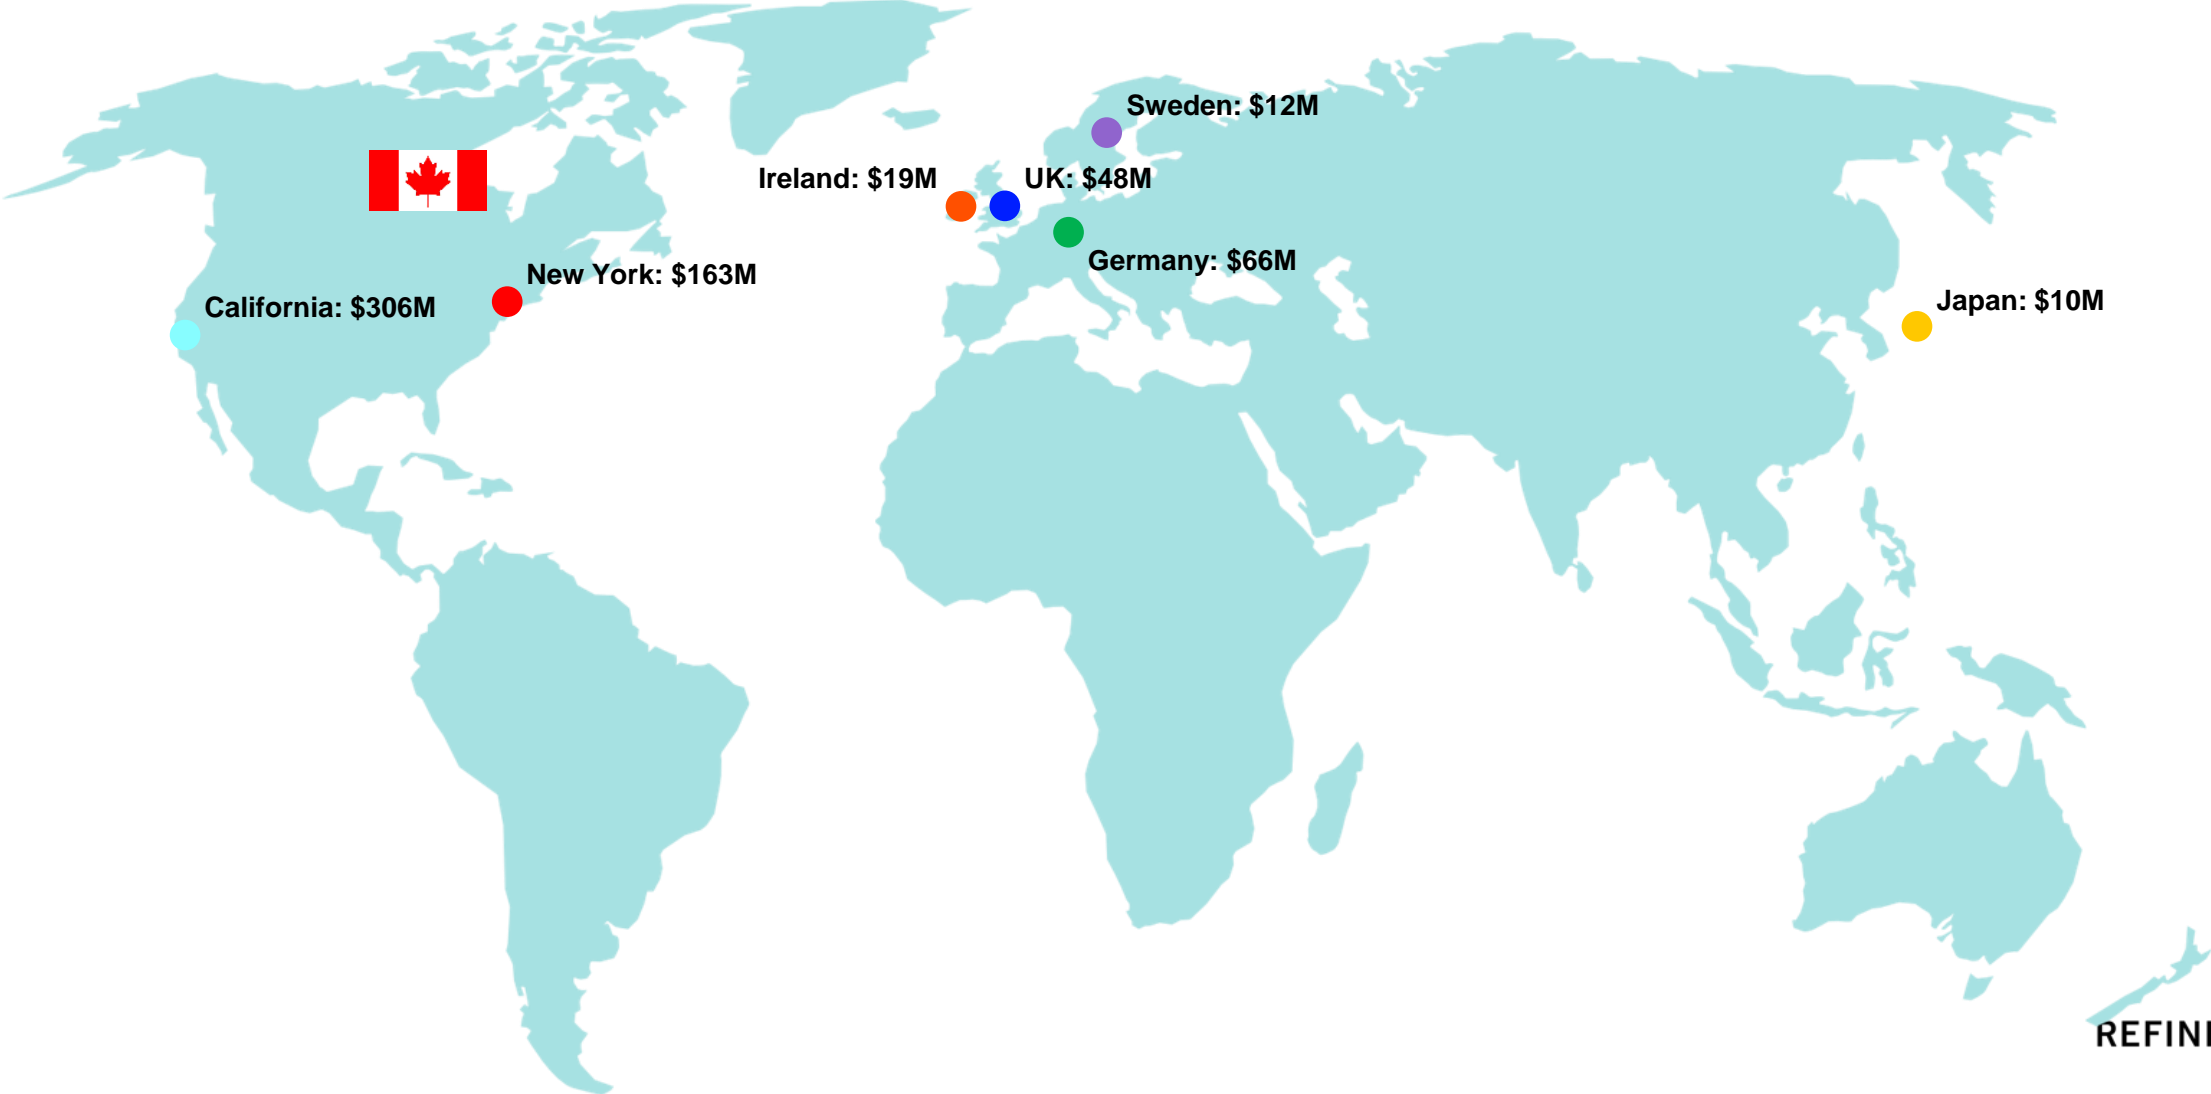 Sweden: $12M
Ireland: $19M
UK: $48M
Germany: $66M
New York: $163M
California: $306M
Japan: $10M
REFINI